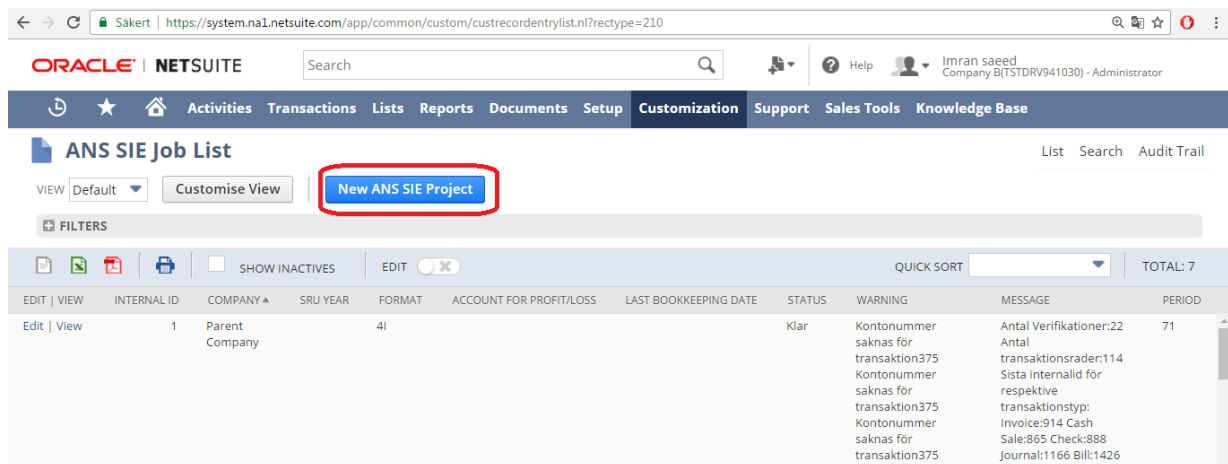 Säkert | https://system.na1.netsuite.com/app/common/custom/custrecordentrylist.nl?rectype=210
ORACLE | NETSUITE
Search
Help
Imran saeed
Company B(TSTDRV941030) - Administrator
Activities Transactions Lists Reports Documents Setup Customization Support Sales Tools Knowledge Base
ANS SIE Job List
List Search Audit Trail
VIEW Default Customise View New ANS SIE Project
FILTERS
SHOW INACTIVES EDIT QUICK SORT TOTAL: 7
EDIT | VIEW INTERNAL ID COMPANY SRU YEAR FORMAT ACCOUNT FOR PROFIT/LOSS LAST BOOKKEEPING DATE STATUS WARNING MESSAGE PERIOD
Edit | View 1 Parent 4I Klar Kontonummer Antal Verifikationer:22 71
Company saknas för Antal
transaktion375 transaktionsrader:114
Kontonummer Sista internalid för
saknas för respektive
transaktion375 transaktionstyp:
Kontonummer Invoice:914 Cash
saknas för Sale:865 Check:888
transaktion375 Journal:1166 Bill:1426